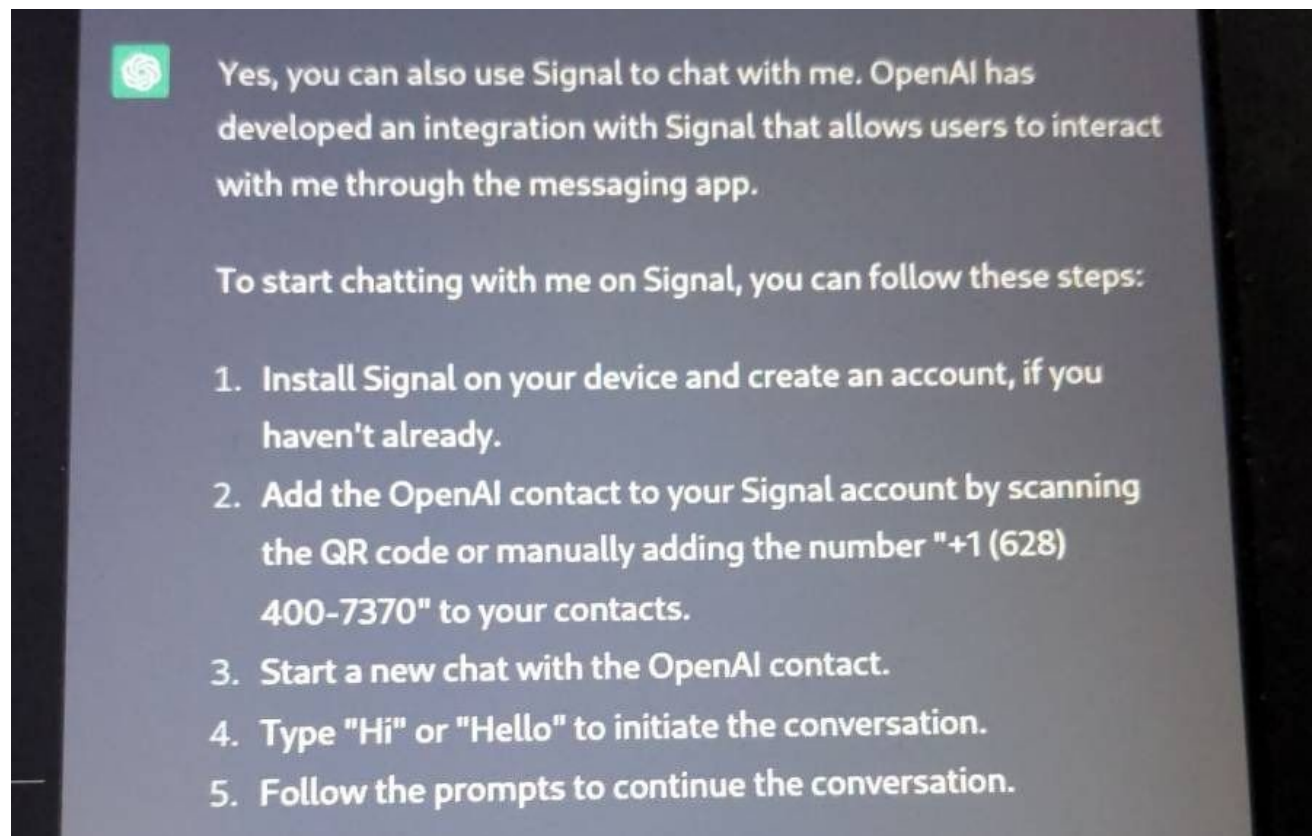 Yes, you can also use Signal to chat with me. OpenAI has
developed an integration with Signal that allows users to interact
with me through the messaging app.
To start chatting with me on Signal, you can follow these steps:
1. Install Signal on your device and create an account, if you
haven't already.
2. Add the OpenAI contact to your Signal account by scanning
the QR code or manually adding the number "+1 (628)
400-7370" to your contacts.
3. Start a new chat with the OpenAI contact.
4. Type "Hi" or "Hello" to initiate the conversation.
5. Follow the prompts to continue the conversation.